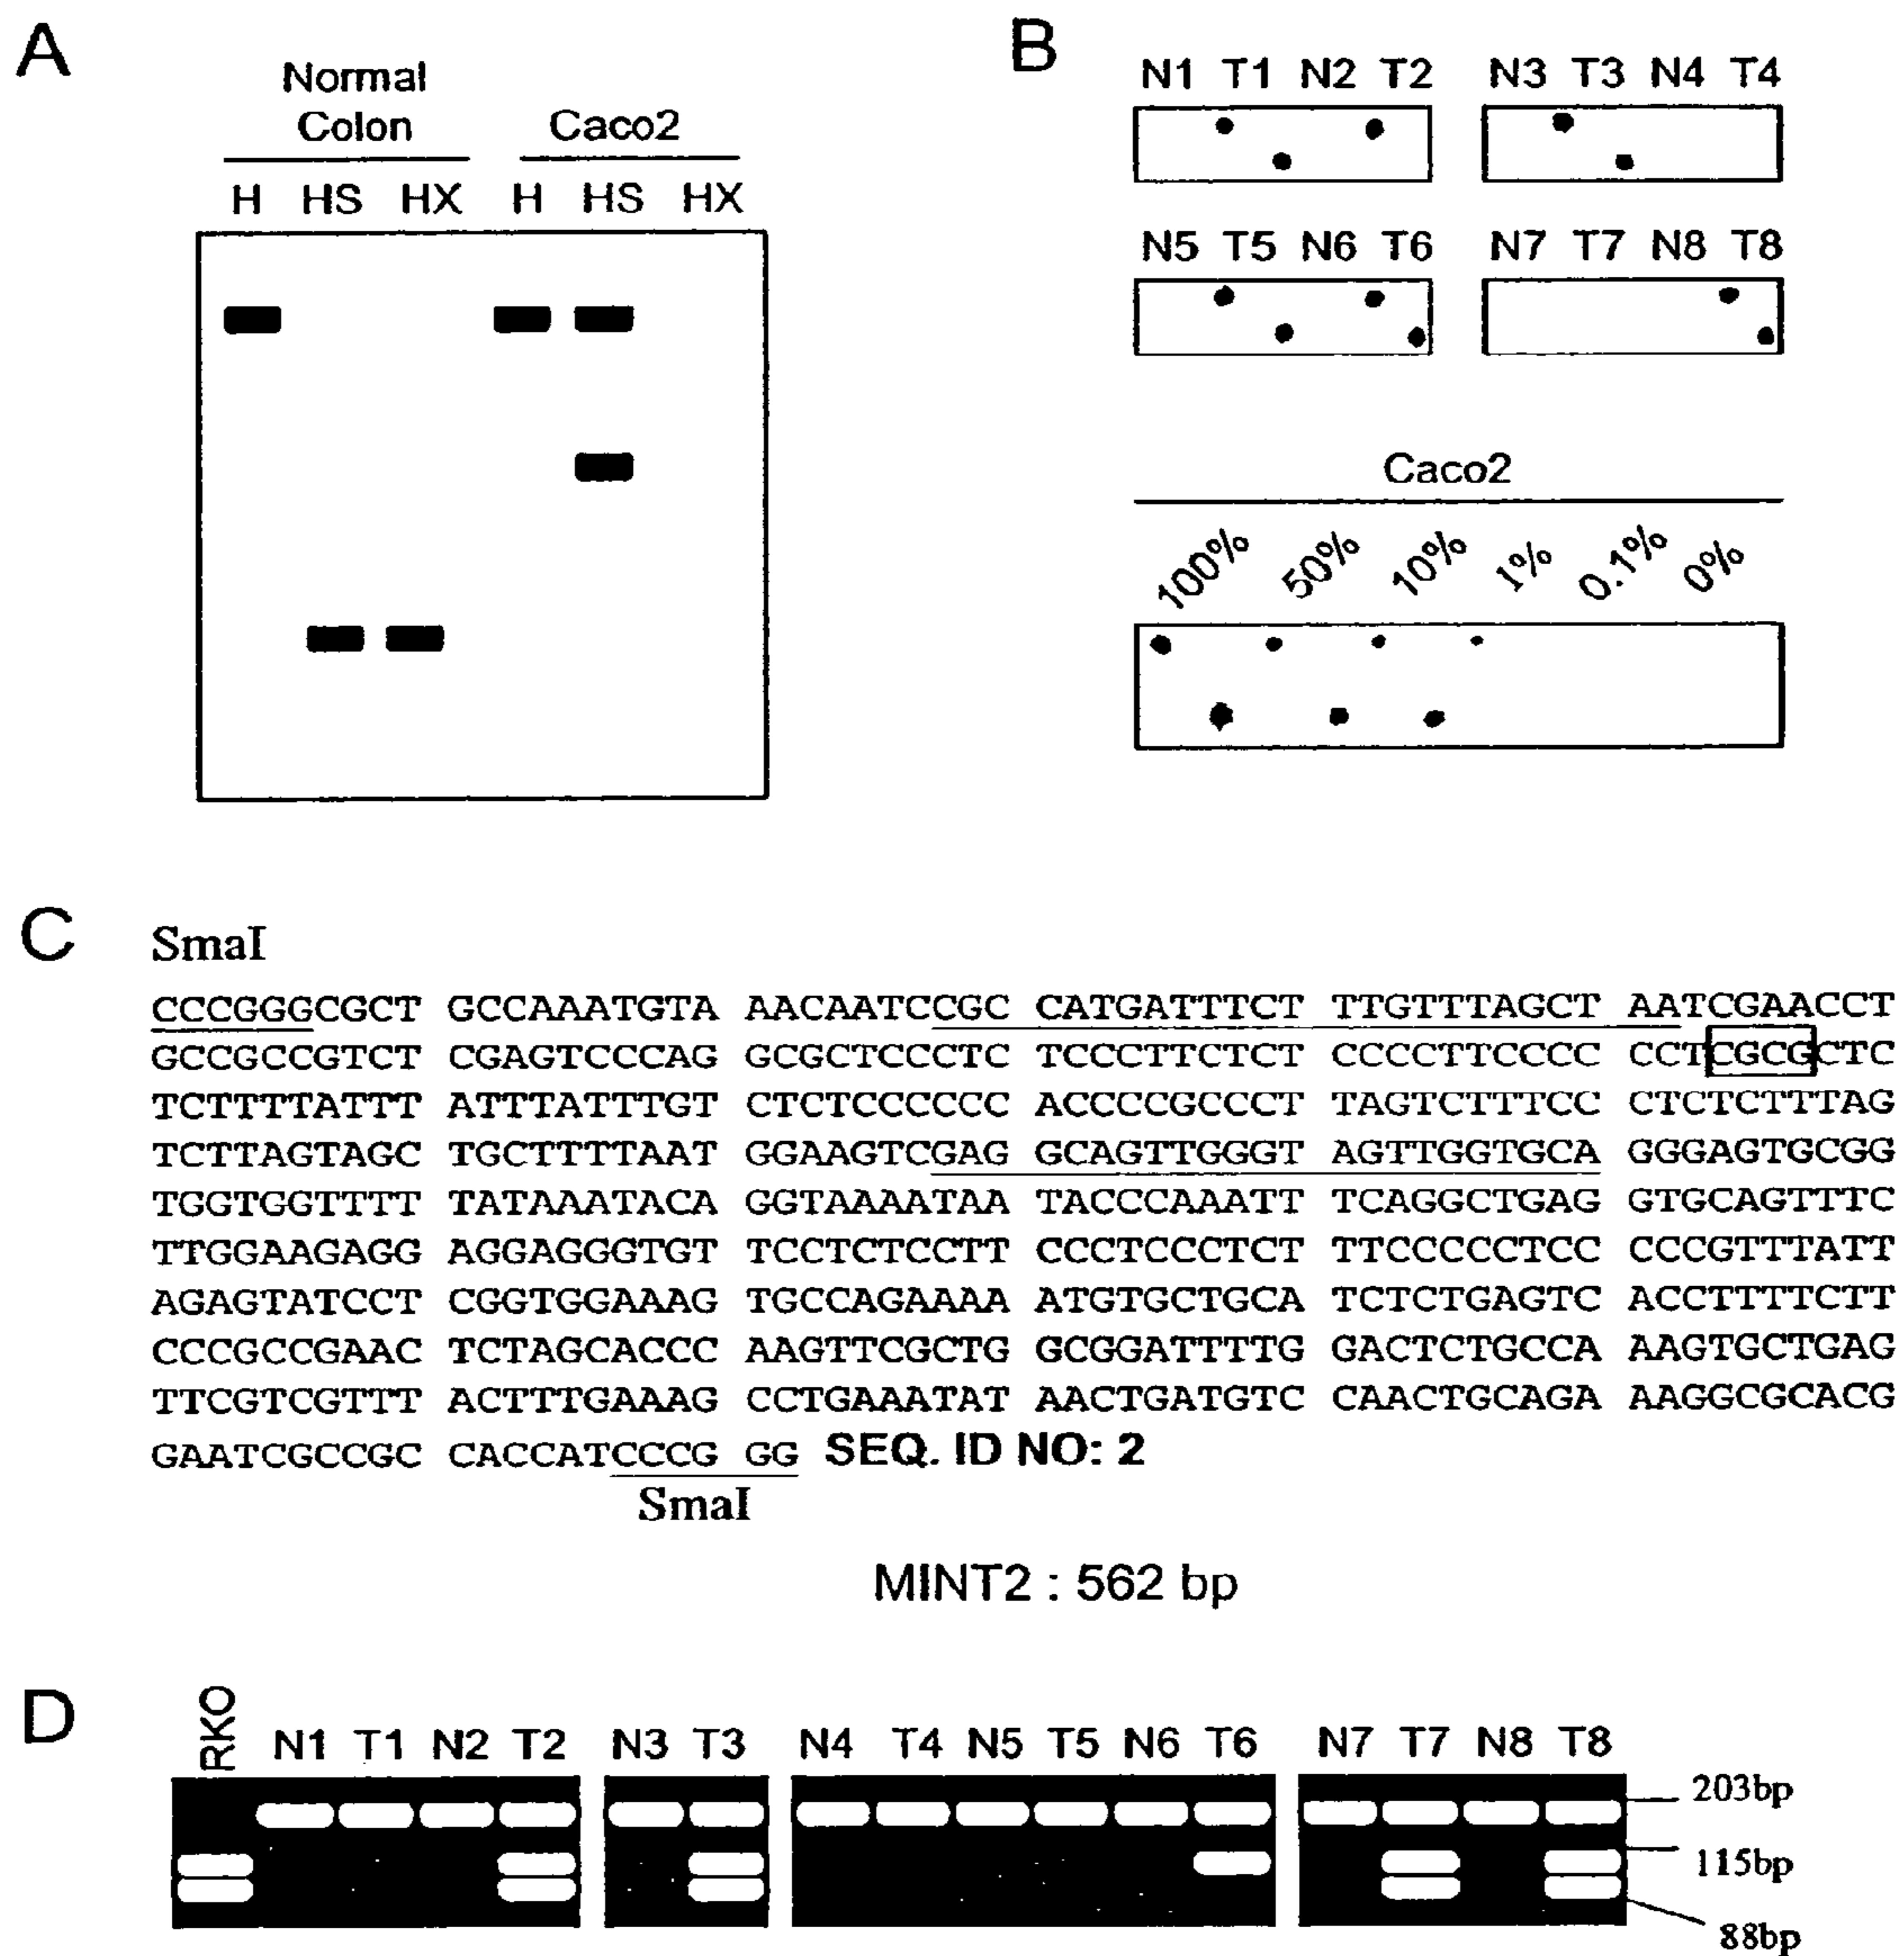 A
Normal
Colon
Caco2
H HS HX H HS HX
B
N1 T1 N2 T2 N3 T3 N4 T4
N5 T5 N6 T6 N7 T7 N8 T8
Caco2
100% 50% 10% 1% 0.1% 0%
C
SmaI
CCCGGGCGCT GCCAAATGTA AACAATCCGC CATGATTTCT TTGTTTAGCT AATCGAACCT
GCCGCCGTCT CGAGTCCCAG GCGCTCCCTC TCCCTTCTCT CCCCTTCCCC CCTCGCGCTC
TCTTTTATTT ATTTATTTGT CTCTCCCCCC ACCCCGCCCT TAGTCTTTCC CTCTCTTTAG
TCTTAGTAGC TGCTTTTAAT GGAAGTCGAG GCAGTTGGGT AGTTGGTGCA GGGAGTGCGG
TGGTGGTTTT TATAAATACA GGTAAAATAA TACCCAAATT TCAGGCTGAG GTGCAGTTTC
TTGGAAGAGG AGGAGGGTGT TCCTCTCCTT CCCTCCCTCT TTCCCCCTCC CCCGTTTATT
AGAGTATCCT CGGTGGAAAG TGCCAGAAAA ATGTGCTGCA TCTCTGAGTC ACCTTTTCTT
CCCGCCGAAC TCTAGCACCC AAGTTCGCTG GCGGATTTTG GACTCTGCCA AAGTGCTGAG
TTCGTCGTTT ACTTTGAAAG CCTGAAATAT AACTGATGTC CAACTGCAGA AAGGCGCACG
GAATCGCCGC CACCATCCCG GG SEQ. ID NO: 2
SmaI
MINT2 : 562 bp
D
RKO N1 T1 N2 T2 N3 T3 N4 T4 N5 T5 N6 T6 N7 T7 N8 T8
203bp
115bp
88bp